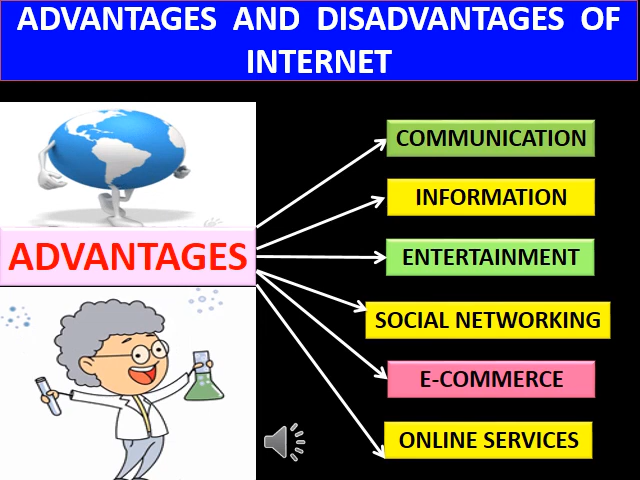 ADVANTAGES AND DISADVANTAGES OF
INTERNET
ADVANTAGES
COMMUNICATION
INFORMATION
ENTERTAINMENT
SOCIAL NETWORKING
E-COMMERCE
ONLINE SERVICES